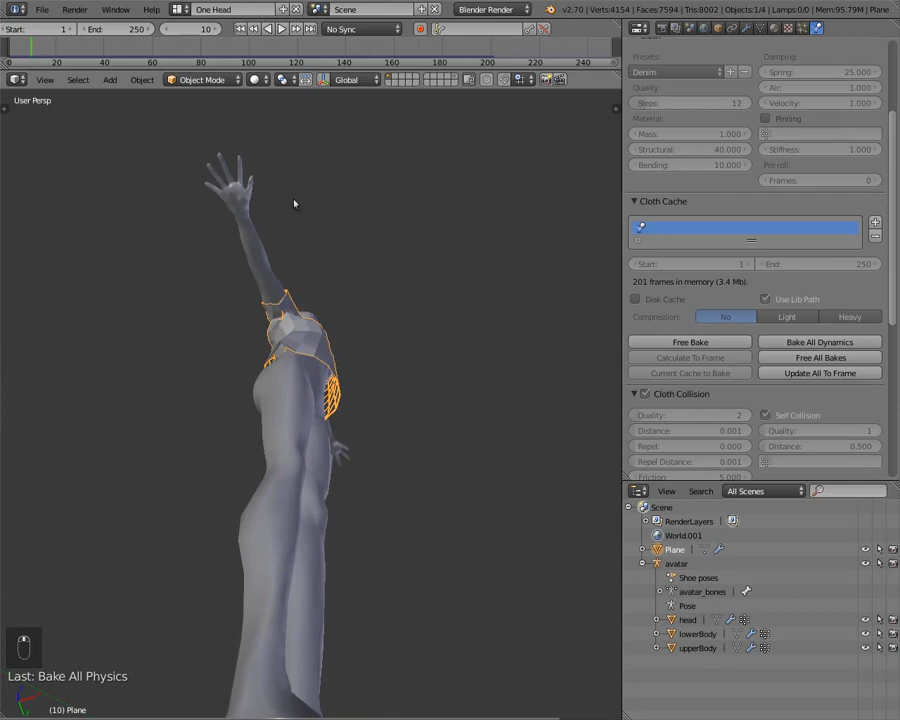 File Render Window Help One Head Scene Blender Render v2.70 | Verts:4154 | Faces:7594 | Tris:8002 | Objects:1/4 | Lamps:0/0 | Mem:95.79M | Plane
Start: 1 End: 250 10 No Sync
0 20 40 60 80 100 120 140 160 180 200 220 240
View Select Add Object Object Mode Global
User Persp
Presets: Damping:
Denim Spring: 25.000
Quality: Air: 1.000
Steps: 12 Velocity: 1.000
Material: Pinning
Mass: 1.000
Structural: 40.000 Stiffness: 1.000
Bending: 10.000 Pre roll:
Frames: 0
Cloth Cache
Start: 1 End: 250
201 frames in memory (3.4 Mb).
Disk Cache Use Lib Path
Compression: No Light Heavy
Free Bake Bake All Dynamics
Calculate To Frame Free All Bakes
Current Cache to Bake Update All To Frame
Cloth Collision
Quality: 2 Self Collision
Distance: 0.001 Quality: 1
Repel: 0.000 Distance: 0.500
Repel Distance: 0.001
Friction: 5.000
View Search All Scenes
Scene
RenderLayers
World.001
Plane
avatar
Shoe poses
avatar_bones
Pose
head
lowerBody
upperBody
Last: Bake All Physics
(10) Plane